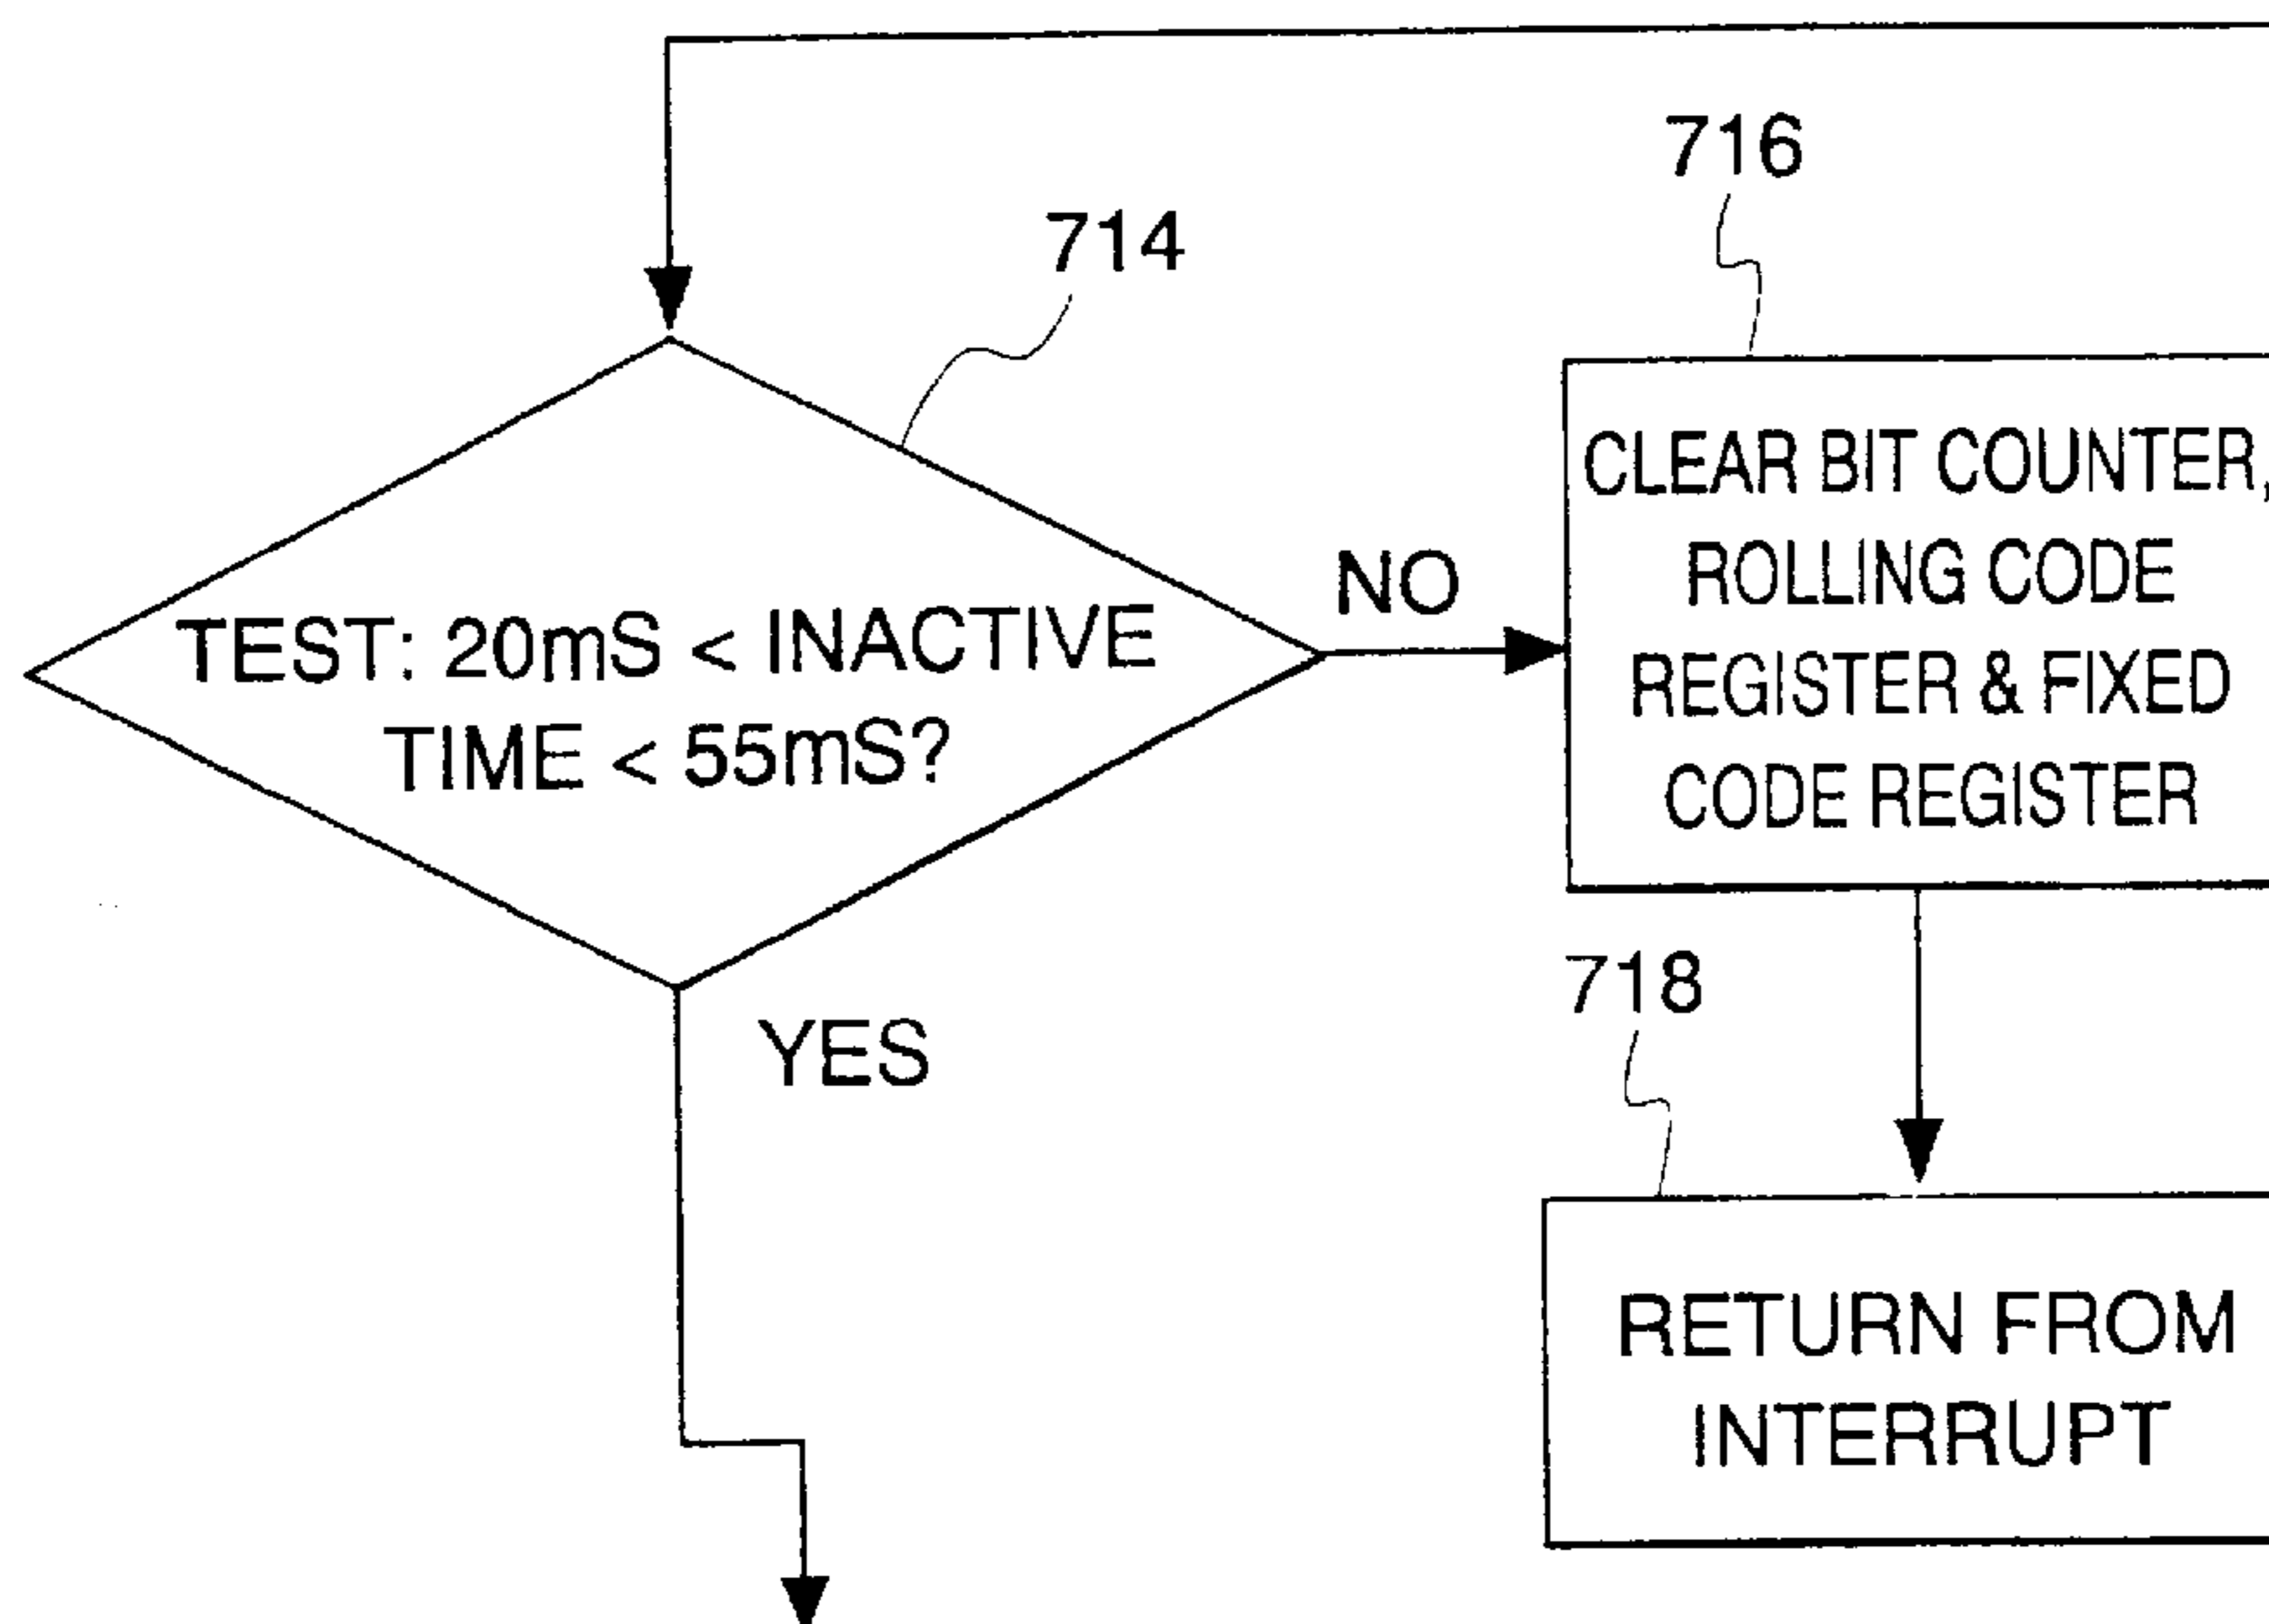 716
714
CLEAR BIT COUNTER,
ROLLING CODE
REGISTER & FIXED
CODE REGISTER
NO
TEST: 20mS < INACTIVE
TIME < 55mS?
718
YES
RETURN FROM
INTERRUPT